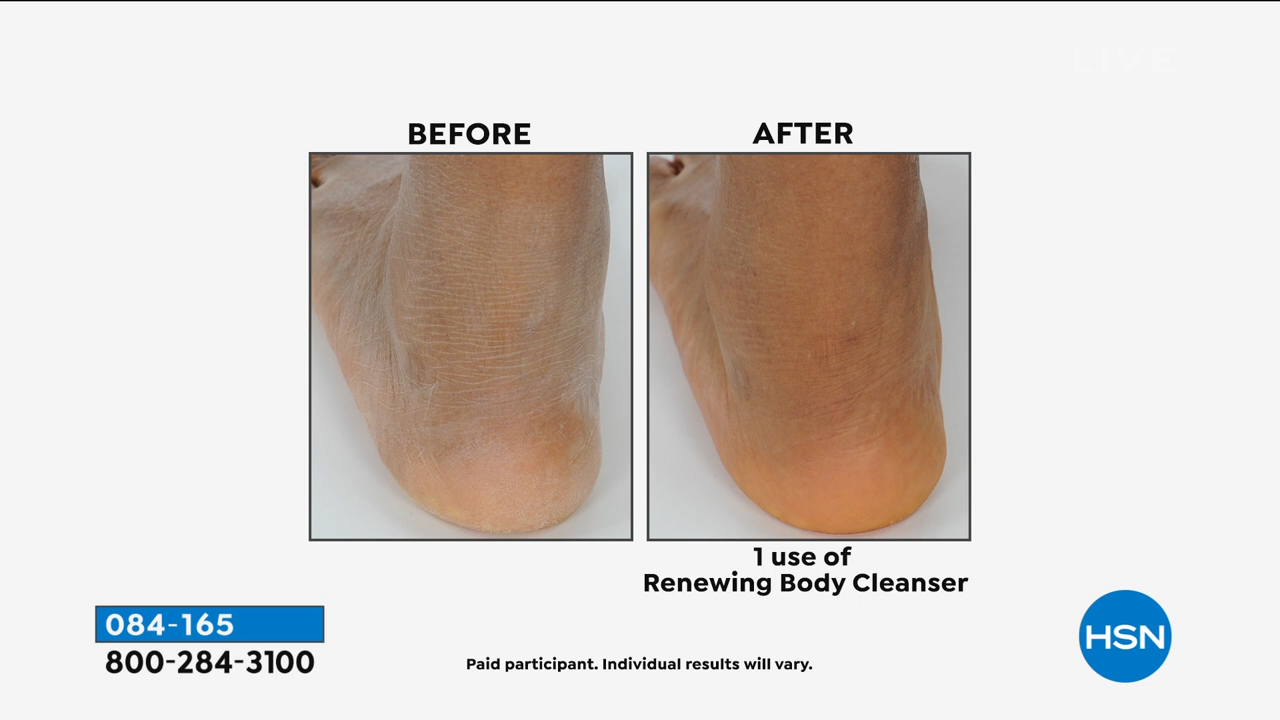 LIVE
BEFORE
AFTER
1 use of
Renewing Body Cleanser
084-165
800-284-3100
Paid participant. Individual results will vary.
HSN